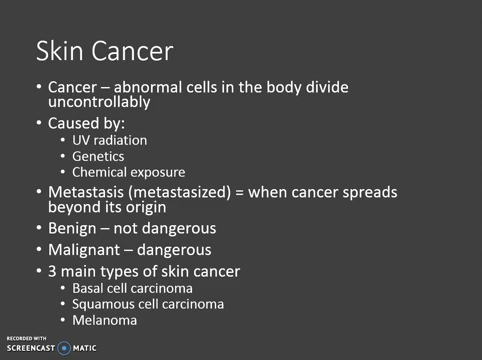 Skin Cancer
• Cancer – abnormal cells in the body divide
uncontrollably
• Caused by:
• UV radiation
• Genetics
• Chemical exposure
• Metastasis (metastasized) = when cancer spreads
beyond its origin
• Benign – not dangerous
• Malignant – dangerous
• 3 main types of skin cancer
• Basal cell carcinoma
• Squamous cell carcinoma
• Melanoma
RECORDED WITH
SCREENCAST MATIC